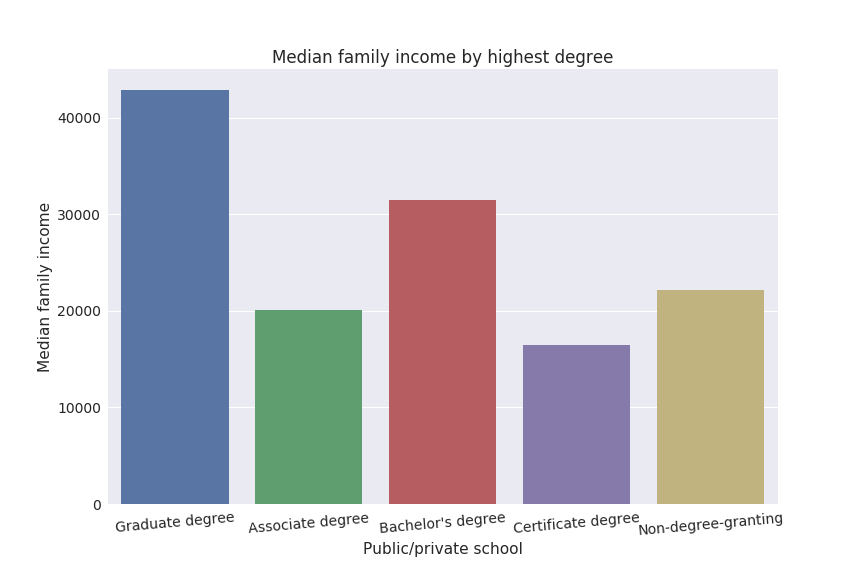 Median family income by highest degree
40000
30000
20000
10000
0
Median family income
Graduate degree
Associate degree
Bachelor's degree
Certificate degree
Non-degree-granting
Public/private school